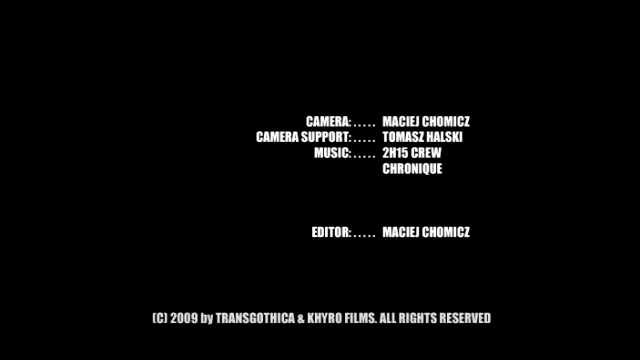 CAMERA: ..... MACIEJ CHOMICZ
CAMERA SUPPORT: ..... TOMASZ HALSKI
MUSIC: ..... 2H15 CREW
CHRONIQUE
EDITOR: ..... MACIEJ CHOMICZ
(C) 2009 by TRANSGOTHICA & KHYRO FILMS. ALL RIGHTS RESERVED